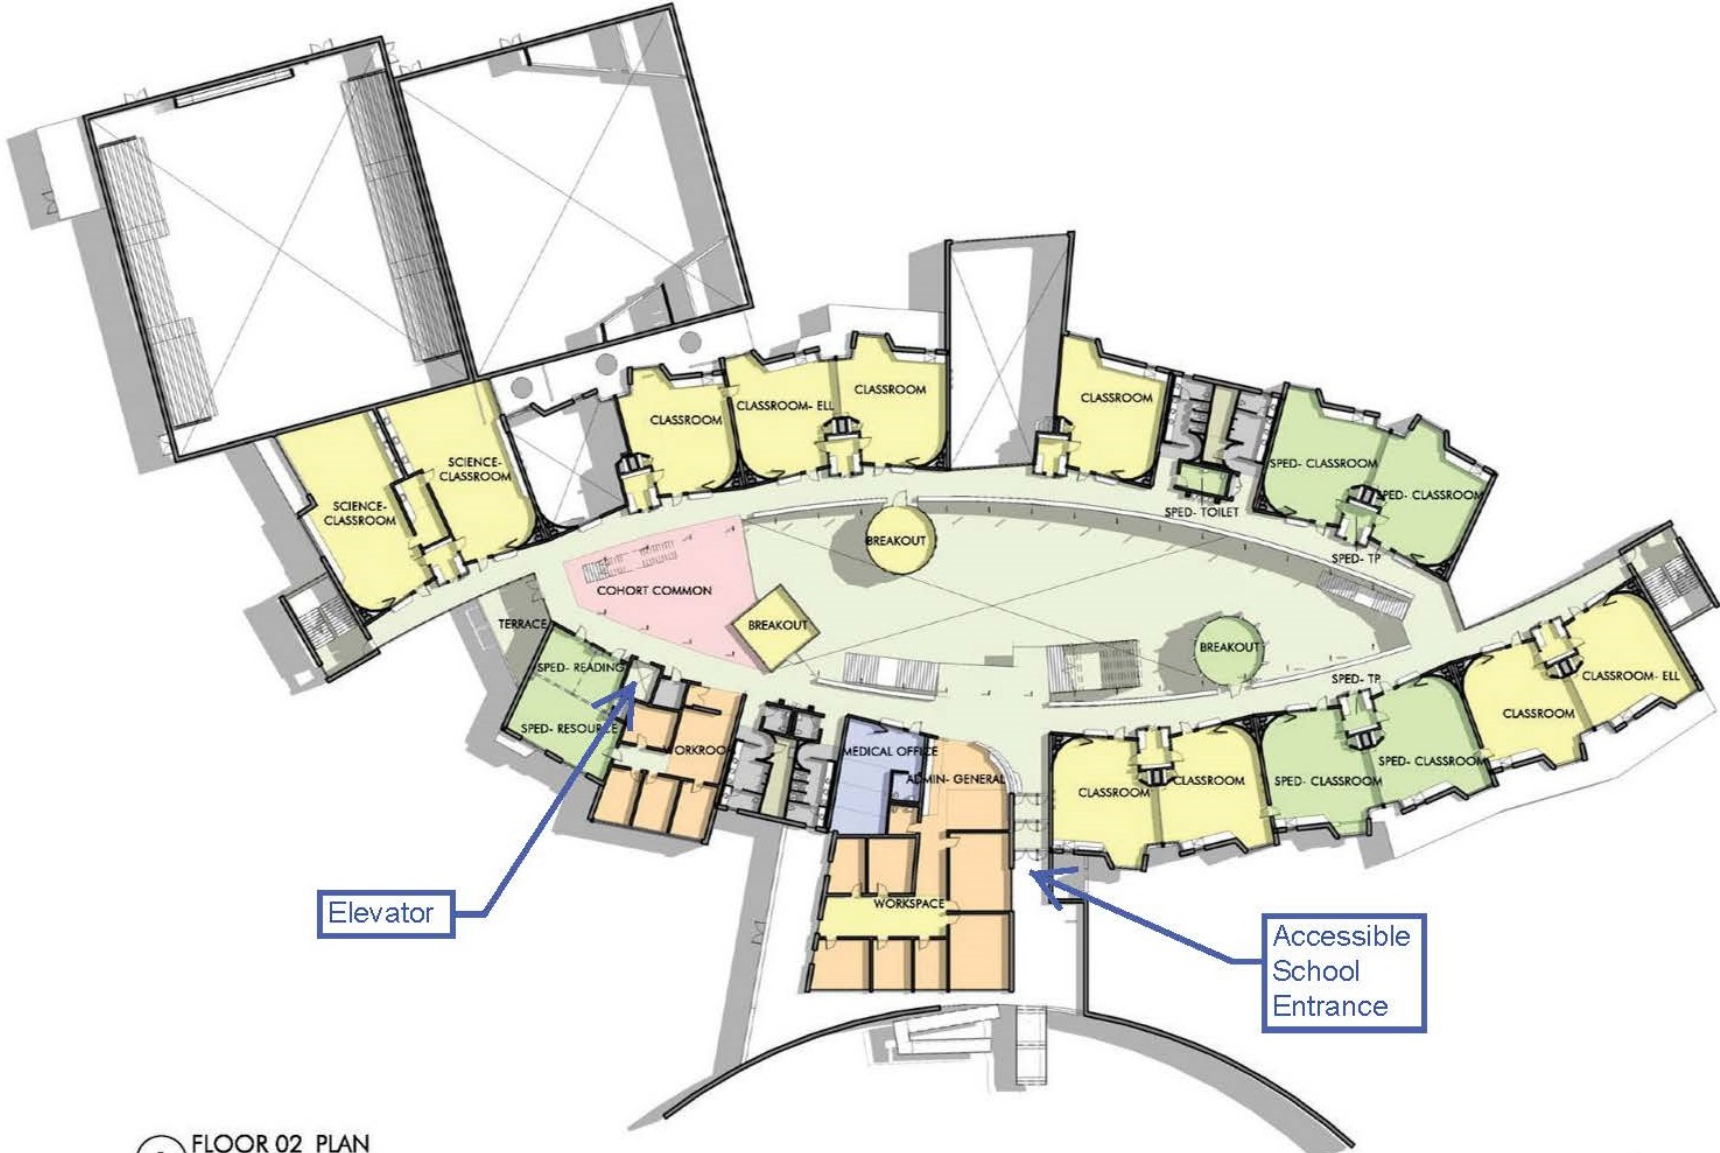 CLASSROOM
CLASSROOM- ELL
CLASSROOM
CLASSROOM
SCIENCE-
CLASSROOM
SCIENCE-
CLASSROOM
SPED- CLASSROOM
SPED- CLASSROOM
SPED- TOILET
BREAKOUT
SPED- TP
COHORT COMMON
TERRACE
BREAKOUT
BREAKOUT
SPED- READING
SPED- RESOURCE
WORKROO
MEDICAL OFFICE
ADMIN- GENERAL
CLASSROOM
CLASSROOM
SPED- CLASSROOM
SPED- CLASSROOM
SPED- TP
CLASSROOM
CLASSROOM- ELL
WORKSPACE
Elevator
Accessible
School
Entrance
FLOOR 02 PLAN